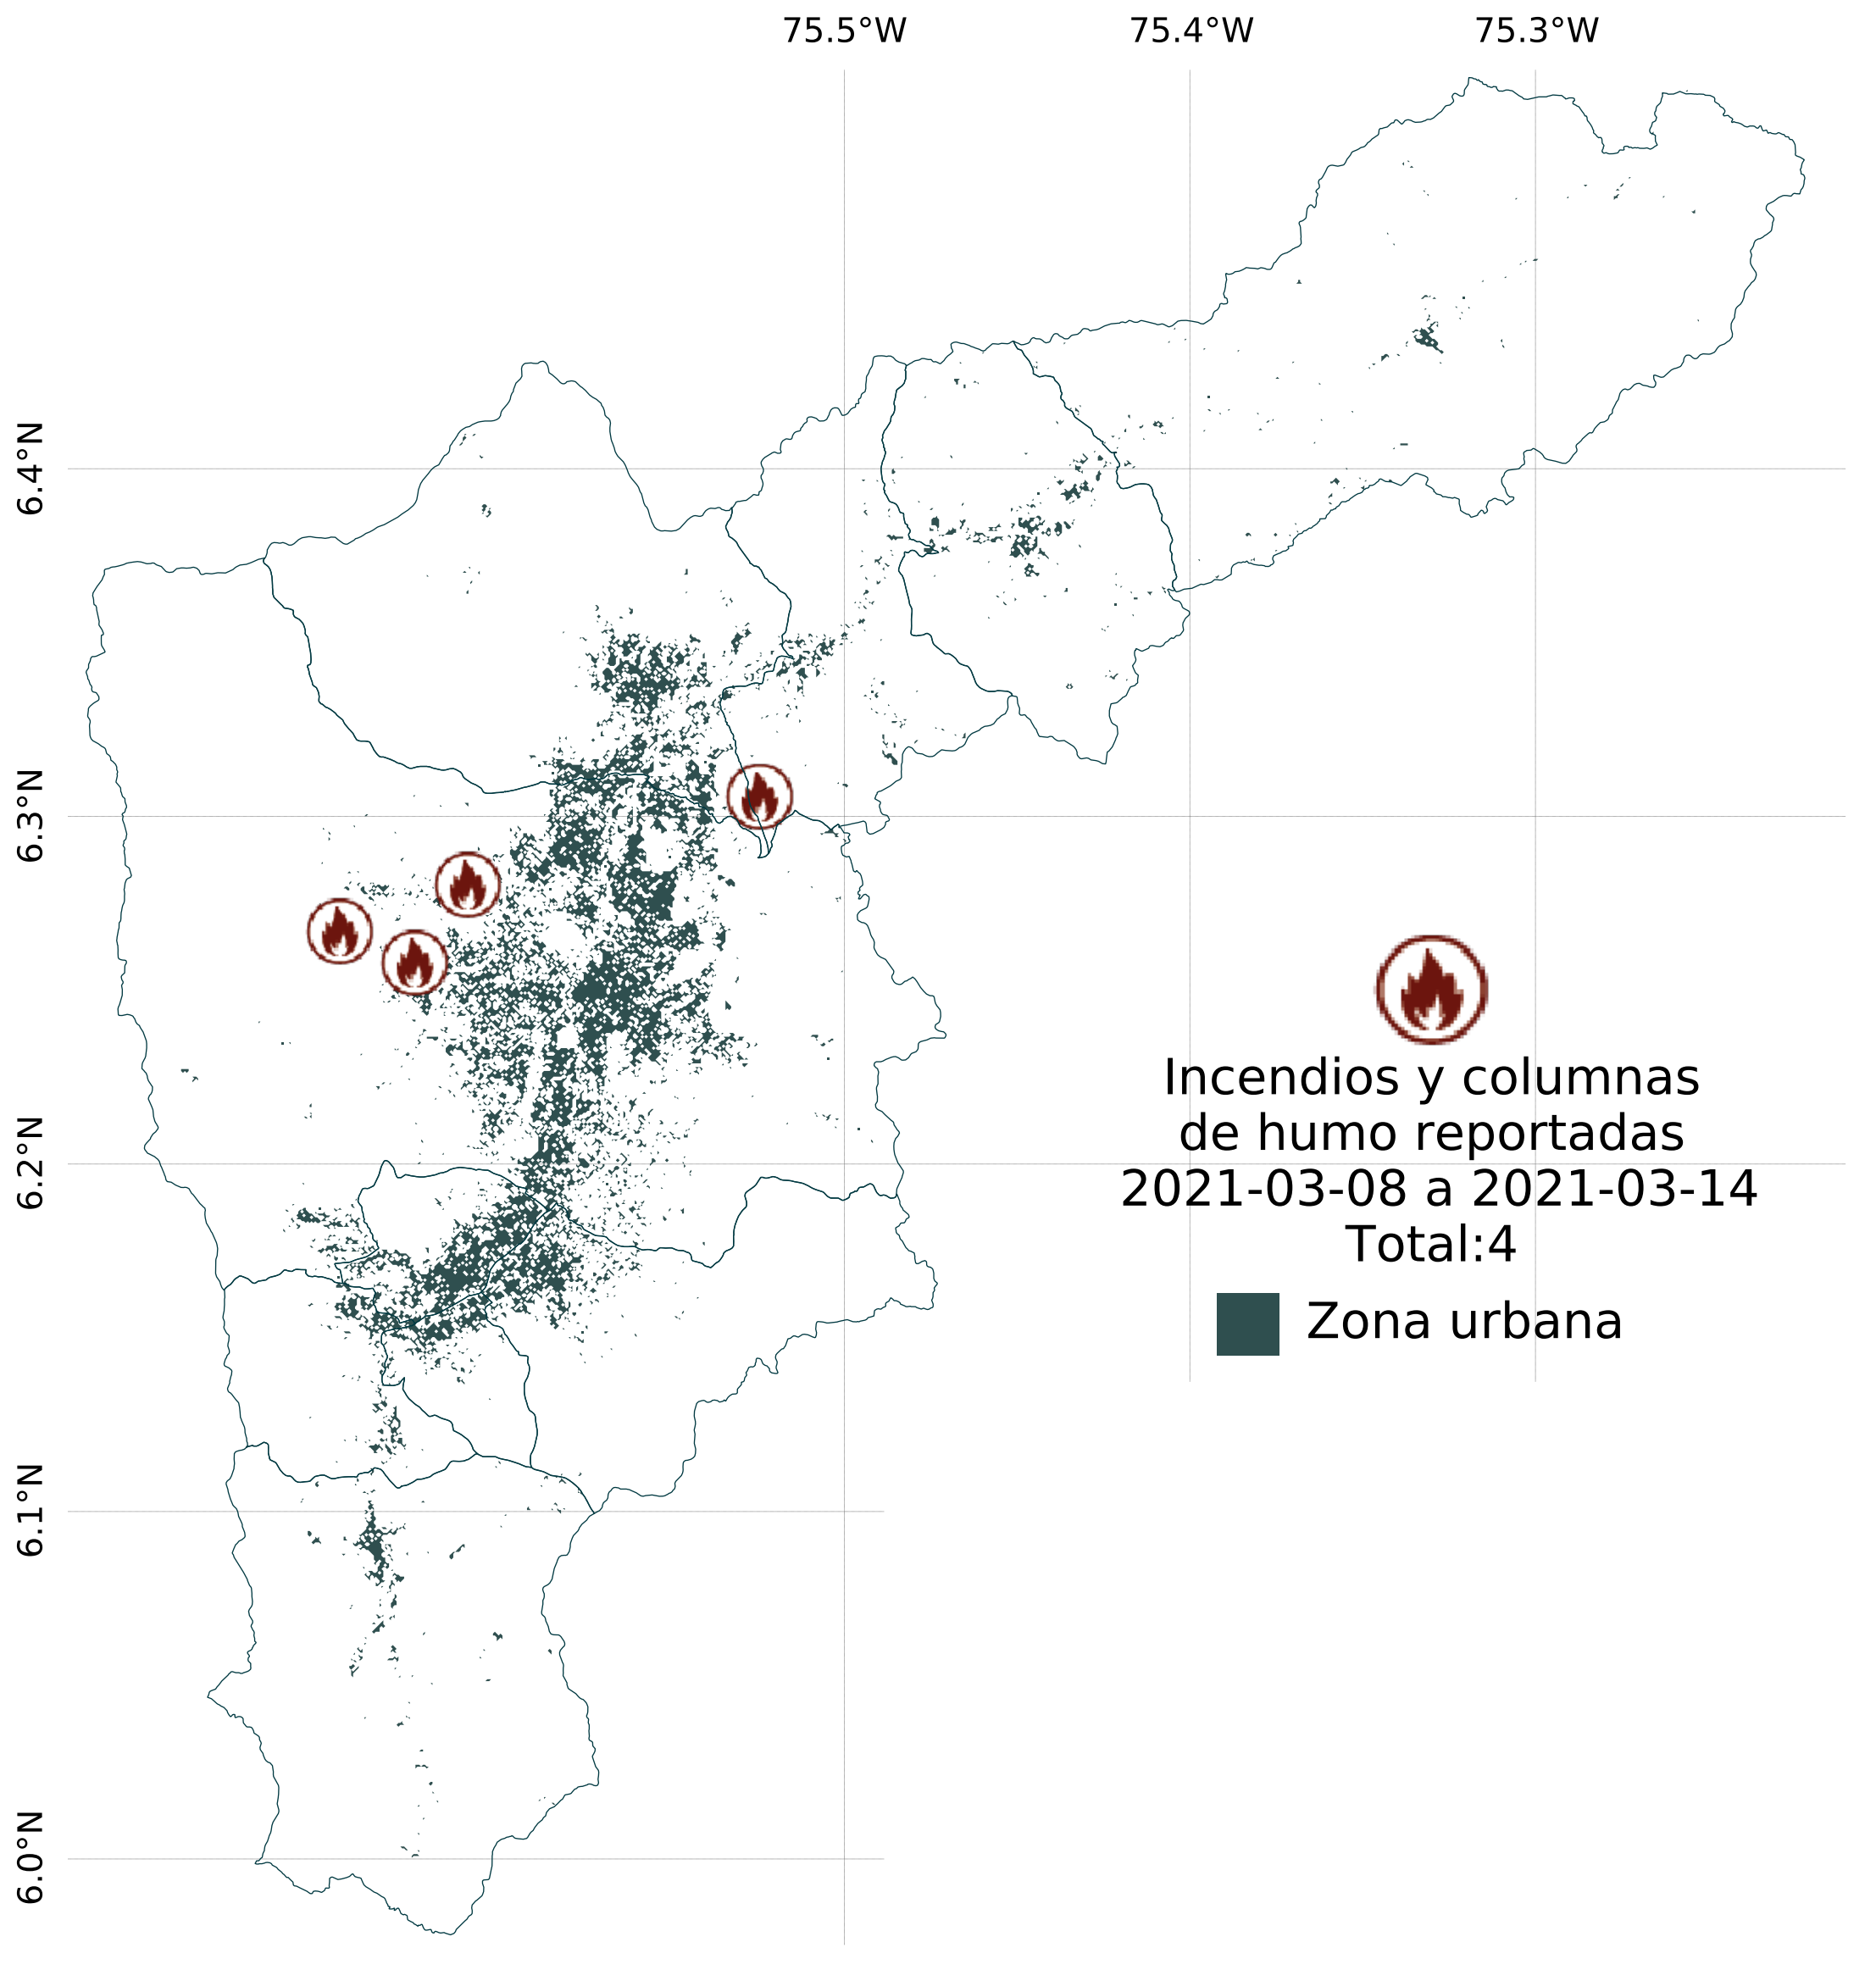 75.5°W
75.4°W
75.3°W
6.4°N
6.3°N
6.2°N
6.1°N
6.0°N
Incendios y columnas
de humo reportadas
2021-03-08 a 2021-03-14
Total:4
Zona urbana